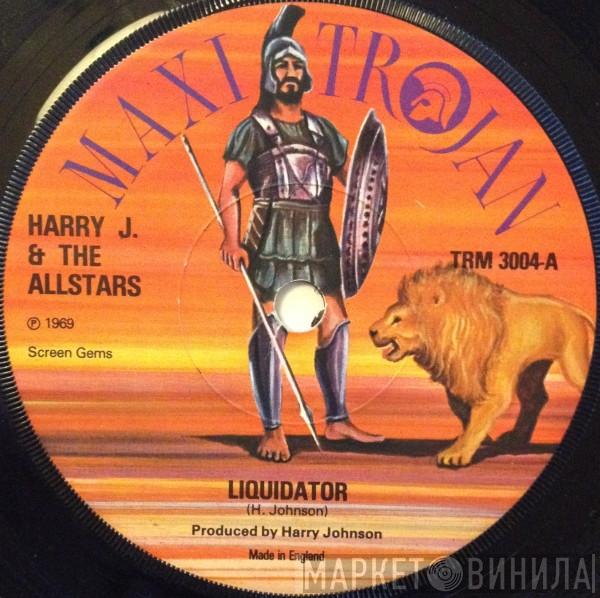 MAXI TROJAN
HARRY J.
& THE
ALLSTARS
TRM 3004-A
℗ 1969
Screen Gems
LIQUIDATOR
(H. Johnson)
Produced by Harry Johnson
Made in England
МАРКЕТ ВИНИЛА